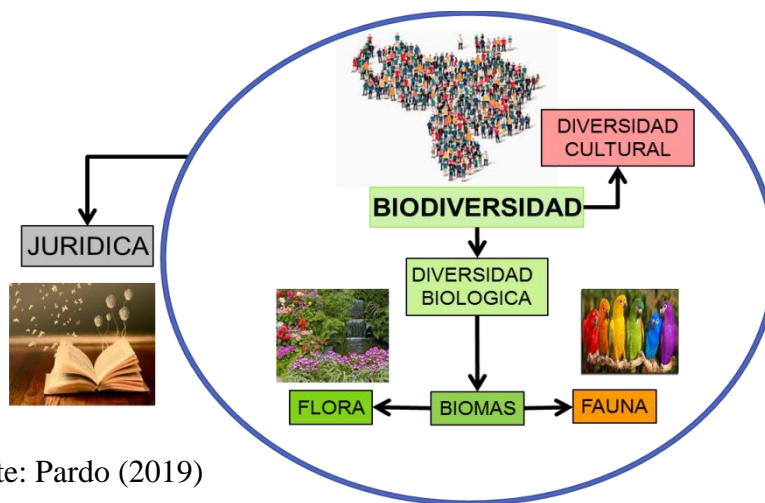 DIVERSIDAD
CULTURAL
BIODIVERSIDAD
JURIDICA
DIVERSIDAD
BIOLOGICA
FLORA
BIOMAS
FAUNA
te: Pardo (2019)